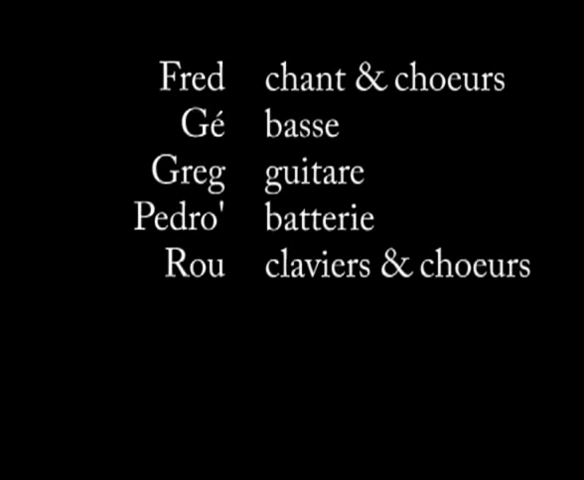 Fred chant & choeurs
Gé basse
Greg guitare
Pedro' batterie
Rou claviers & choeurs